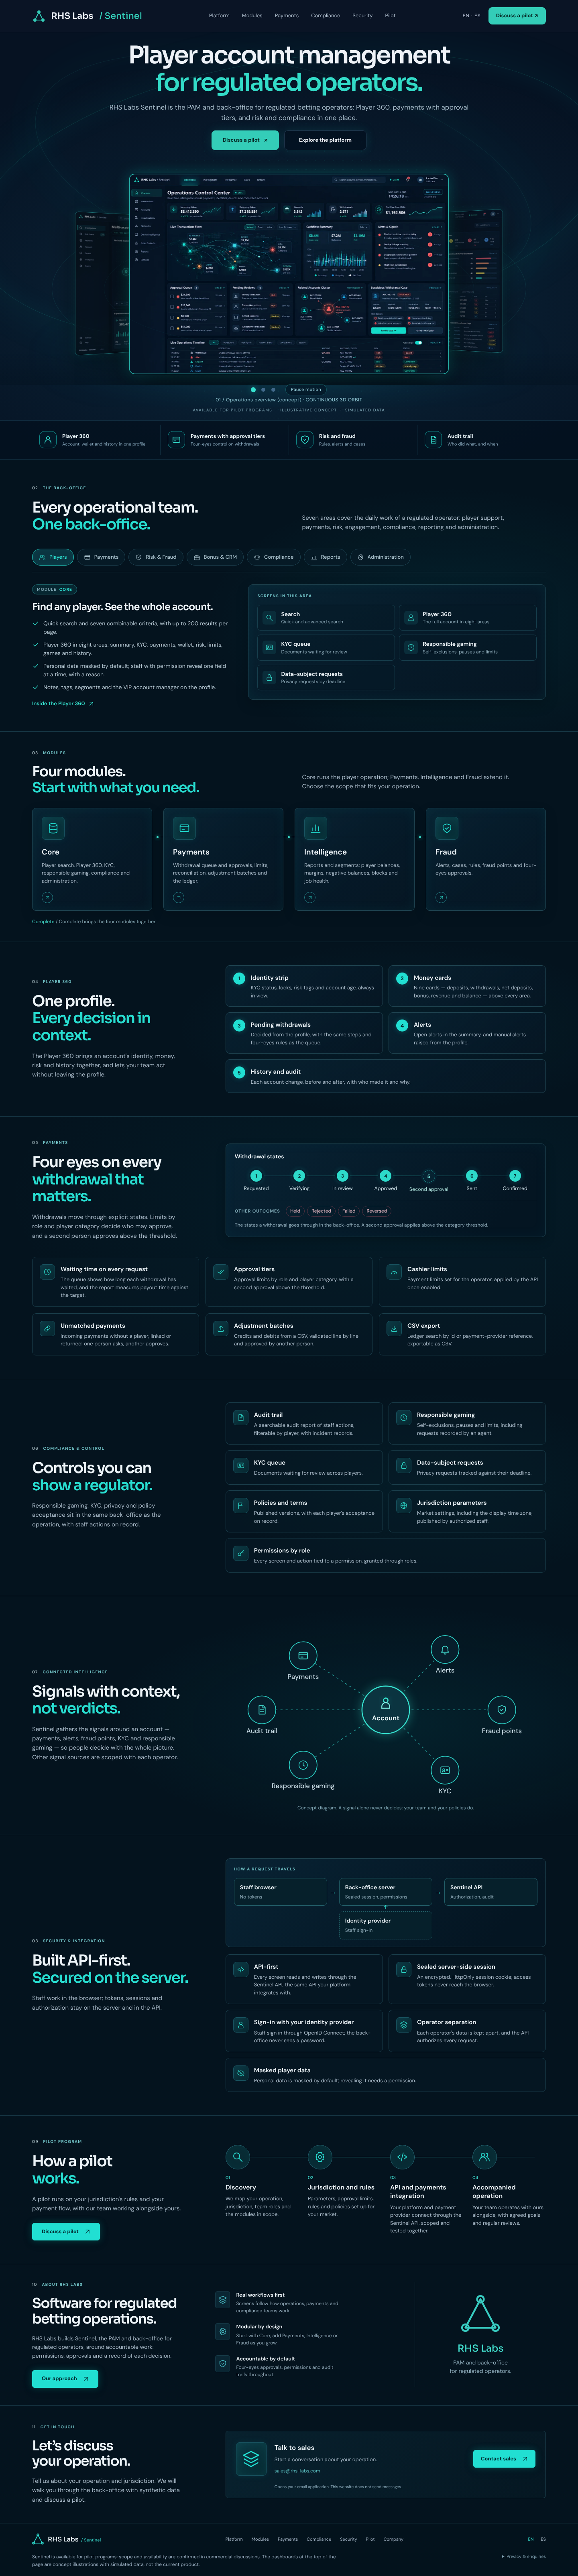 RHS Labs / Sentinel
Platform Modules Payments Compliance Security Pilot
EN · ES
Discuss a pilot
Player account management
for regulated operators.
RHS Labs Sentinel is the PAM and back-office for regulated betting operators: Player 360, payments with approval
tiers, and risk and compliance in one place.
Discuss a pilot
Explore the platform
Operations Control Center
Live Transaction Flow
Cashflow Summary
Alerts & Signals
Approval Queue
Pending Reviews
Related Accounts Cluster
Suspicious Withdrawal Case
Live Operations Timeline
Pause motion
01 / Operations overview (concept) · CONTINUOUS 3D ORBIT
AVAILABLE FOR PILOT PROGRAMS · ILLUSTRATIVE CONCEPT · SIMULATED DATA
Player 360
Account, wallet and history in one profile
Payments with approval tiers
Four-eyes control on withdrawals
Risk and fraud
Rules, alerts and cases
Audit trail
Who did what, and when
02 THE BACK-OFFICE
Every operational team.
One back-office.
Seven areas cover the daily work of a regulated operator: player support,
payments, risk, engagement, compliance, reporting and administration.
Players
Payments
Risk & Fraud
Bonus & CRM
Compliance
Reports
Administration
MODULE CORE
Find any player. See the whole account.
Quick search and seven combinable criteria, with up to 200 results per
page.
Player 360 in eight areas: summary, KYC, payments, wallet, risk, limits,
games and history.
Personal data masked by default; staff with permission reveal one field
at a time, with a reason.
Notes, tags, segments and the VIP account manager on the profile.
Inside the Player 360
SCREENS IN THIS AREA
Search
Quick and advanced search
Player 360
The full account in eight areas
KYC queue
Documents waiting for review
Responsible gaming
Self-exclusions, pauses and limits
Data-subject requests
Privacy requests by deadline
03 MODULES
Four modules.
Start with what you need.
Core runs the player operation; Payments, Intelligence and Fraud extend it.
Choose the scope that fits your operation.
Core
Player search, Player 360, KYC,
responsible gaming, compliance and
administration.
Payments
Withdrawal queue and approvals, limits,
reconciliation, adjustment batches and
the ledger.
Intelligence
Reports and segments: player balances,
margins, negative balances, blocks and
job health.
Fraud
Alerts, cases, rules, fraud points and four-
eyes approvals.
Complete / Complete brings the four modules together.
04 PLAYER 360
One profile.
Every decision in
context.
The Player 360 brings an account's identity, money,
risk and history together, and lets your team act
without leaving the profile.
1
Identity strip
KYC status, locks, risk tags and account age, always
in view.
2
Money cards
Nine cards — deposits, withdrawals, net deposits,
bonus, revenue and balance — above every area.
3
Pending withdrawals
Decided from the profile, with the same steps and
four-eyes rules as the queue.
4
Alerts
Open alerts in the summary, and manual alerts
raised from the profile.
5
History and audit
Each account change, before and after, with who made it and why.
05 PAYMENTS
Four eyes on every
withdrawal that
matters.
Withdrawals move through explicit states. Limits by
role and player category decide who may approve,
and a second person approves above the threshold.
Withdrawal states
1 2 3 4 5 6 7
Requested Verifying In review Approved Second approval Sent Confirmed
OTHER OUTCOMES Held Rejected Failed Reversed
The states a withdrawal goes through in the back-office. A second approval applies above the category threshold.
Waiting time on every request
The queue shows how long each withdrawal has
waited, and the report measures payout time against
the target.
Approval tiers
Approval limits by role and player category, with a
second approval above the threshold.
Cashier limits
Payment limits set for the operator, applied by the API
once enabled.
Unmatched payments
Incoming payments without a player, linked or
returned: one person asks, another approves.
Adjustment batches
Credits and debits from a CSV, validated line by line
and approved by another person.
CSV export
Ledger search by id or payment-provider reference,
exportable as CSV.
06 COMPLIANCE & CONTROL
Controls you can
show a regulator.
Responsible gaming, KYC, privacy and policy
acceptance sit in the same back-office as the
operation, with staff actions on record.
Audit trail
A searchable audit report of staff actions,
filterable by player, with incident records.
Responsible gaming
Self-exclusions, pauses and limits, including
requests recorded by an agent.
KYC queue
Documents waiting for review across players.
Data-subject requests
Privacy requests tracked against their deadline.
Policies and terms
Published versions, with each player's acceptance
on record.
Jurisdiction parameters
Market settings, including the display time zone,
published by authorised staff.
Permissions by role
Every screen and action tied to a permission, granted through roles.
07 CONNECTED INTELLIGENCE
Signals with context,
not verdicts.
Sentinel gathers the signals around an account —
payments, alerts, fraud points, KYC and responsible
gaming — so people decide with the whole picture.
Other signal sources are scoped with each operator.
Payments
Alerts
Audit trail
Account
Fraud points
Responsible gaming
KYC
Concept diagram. A signal alone never decides: your team and your policies do.
08 SECURITY & INTEGRATION
Built API-first.
Secured on the server.
Staff work in the browser; tokens, sessions and
authorization stay on the server and in the API.
HOW A REQUEST TRAVELS
Staff browser
No tokens
→
Back-office server
Sealed session, permissions
→
Sentinel API
Authorization, audit
Identity provider
Staff sign-in
API-first
Every screen reads and writes through the
Sentinel API, the same API your platform
integrates with.
Sealed server-side session
An encrypted, HttpOnly session cookie; access
tokens never reach the browser.
Sign-in with your identity provider
Staff sign in through OpenID Connect; the back-
office never sees a password.
Operator separation
Each operator's data is kept apart, and the API
authorizes every request.
Masked player data
Personal data is masked by default; revealing it needs a permission.
09 PILOT PROGRAM
How a pilot
works.
A pilot runs on your jurisdiction's rules and your
payment flow, with our team working alongside yours.
Discuss a pilot
01
Discovery
We map your operation,
jurisdiction, team roles and
the modules in scope.
02
Jurisdiction and rules
Parameters, approval limits,
rules and policies set up for
your market.
03
API and payments
integration
Your platform and payment
provider connect through the
Sentinel API, scoped and
tested together.
04
Accompanied
operation
Your team operates with ours
alongside, with agreed goals
and regular reviews.
10 ABOUT RHS LABS
Software for regulated
betting operations.
RHS Labs builds Sentinel, the PAM and back-office for
regulated operators, around accountable work:
permissions, approvals and a record of each decision.
Our approach
Real workflows first
Screens follow how operations, payments and
compliance teams work.
Modular by design
Start with Core; add Payments, Intelligence or
Fraud as you grow.
Accountable by default
Four-eyes approvals, permissions and audit
trails throughout.
RHS Labs
PAM and back-office
for regulated operators.
11 GET IN TOUCH
Let's discuss
your operation.
Tell us about your operation and jurisdiction. We will
walk you through the back-office with synthetic data
and discuss a pilot.
Talk to sales
Start a conversation about your operation.
sales@rhs-labs.com
Opens your email application. This website does not send messages.
Contact sales
RHS Labs / Sentinel
Platform Modules Payments Compliance Security Pilot Company
EN ES
Sentinel is available for pilot programs; scope and availability are confirmed in commercial discussions. The dashboards at the top of the
page are concept illustrations with simulated data, not the current product.
Privacy & enquiries